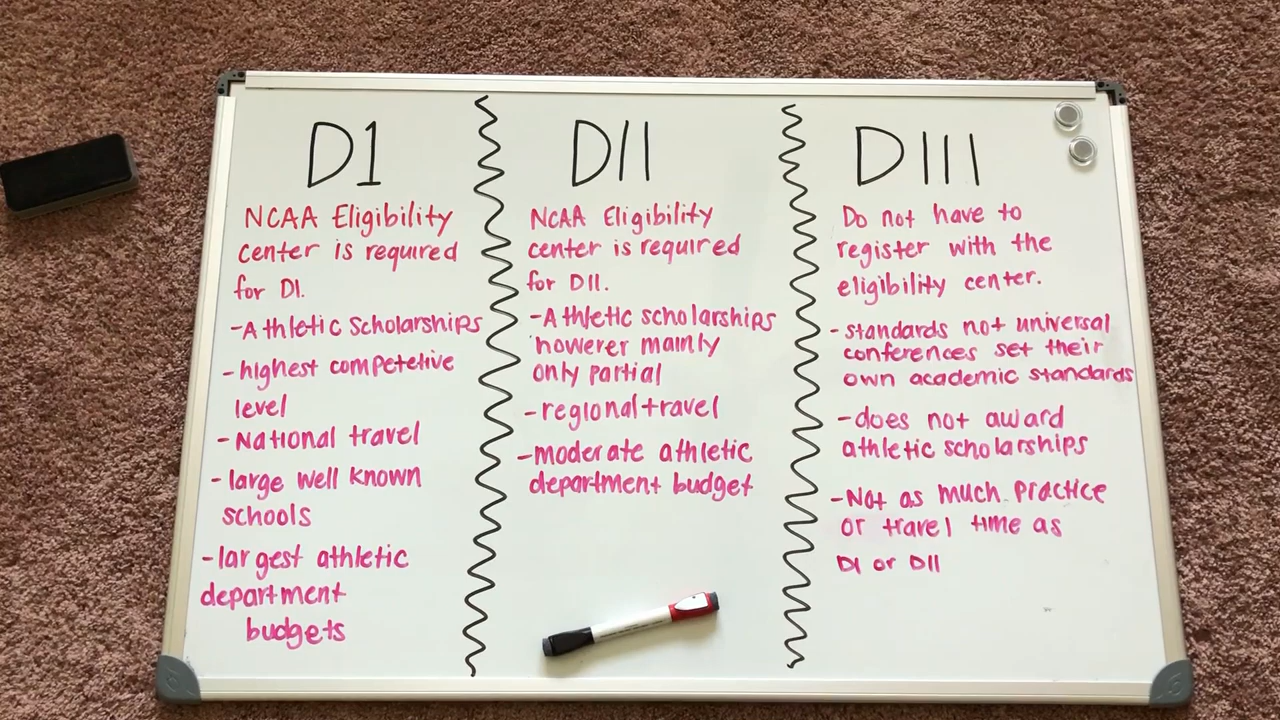 D1
NCAA Eligibility
center is required
for D1.
-Athletic Scholarships
-highest competetive
level
-National travel
-large well known
schools
-largest athletic
department
budgets
DII
NCAA Eligibility
center is required
for DII.
-Athletic scholarships
however mainly
only partial
-regional travel
-moderate athletic
department budget
DIII
Do not have to
register with the
eligibility center.
-standards not universal
conferences set their
own academic standards
-does not award
athletic scholarships
-Not as much practice
or travel time as
DI or DII